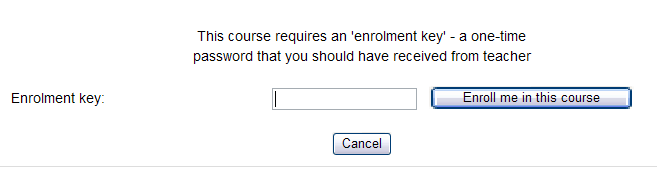 This course requires an 'enrolment key' - a one-time
password that you should have received from teacher
Enrolment key:
Enroll me in this course
Cancel